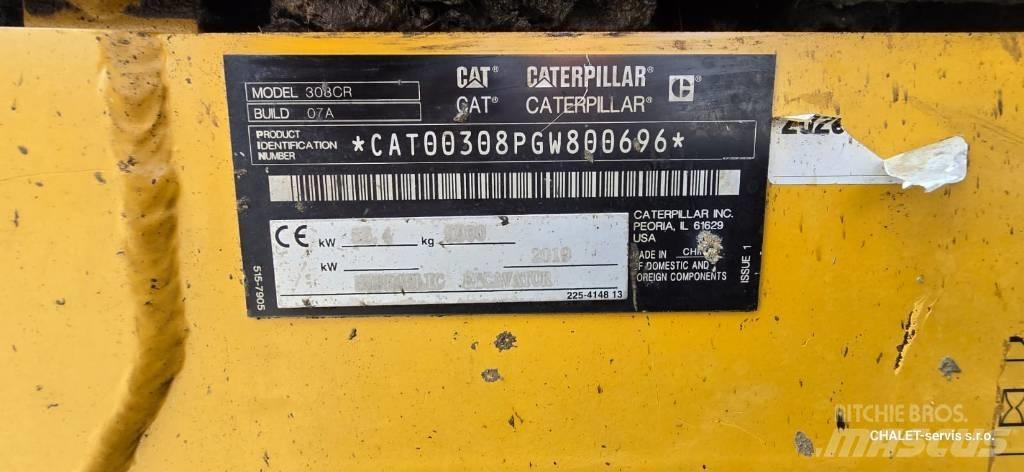 CAT® CATERPILLAR® C®
CAT® CATERPILLAR®
MODEL 308CR
BUILD 07A
PRODUCT IDENTIFICATION NUMBER *CAT00308PGW800696*
CATERPILLAR INC.
PEORIA, IL 61629
USA
MADE IN
OF DOMESTIC AND
FOREIGN COMPONENTS
ISSUE 1
CE kW kg
kW 2019
EXCAVATOR
225-4148 13
515-7905
RITCHIE BROS.
MASCUS
CHALET-servis s.r.o.